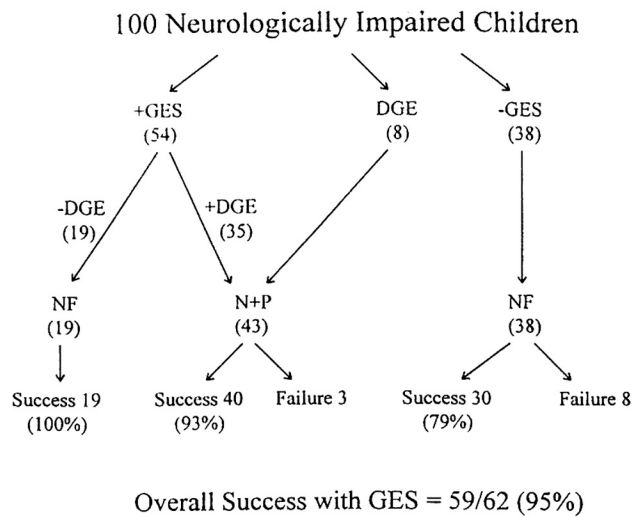 100 Neurologically Impaired Children
+GES DGE -GES
(54) (8) (38)
-DGE +DGE
(19) (35)
NF N+P NF
(19) (43) (38)
Success 19 Success 40 Failure 3 Success 30 Failure 8
(100%) (93%) (79%)
Overall Success with GES = 59/62 (95%)